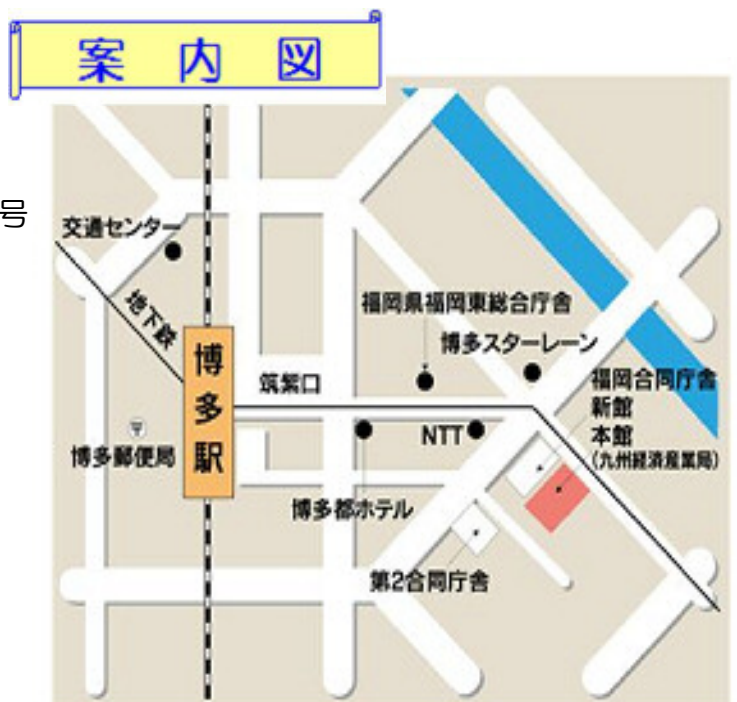 案内図
号
交通センター
地下鉄
福岡県福岡東総合庁舎
博多スターレーン
博多駅
筑紫口
福岡合同庁舎
新館
本館
(九州経済産業局)
〒
博多郵便局
NTT
博多都ホテル
第2合同庁舎